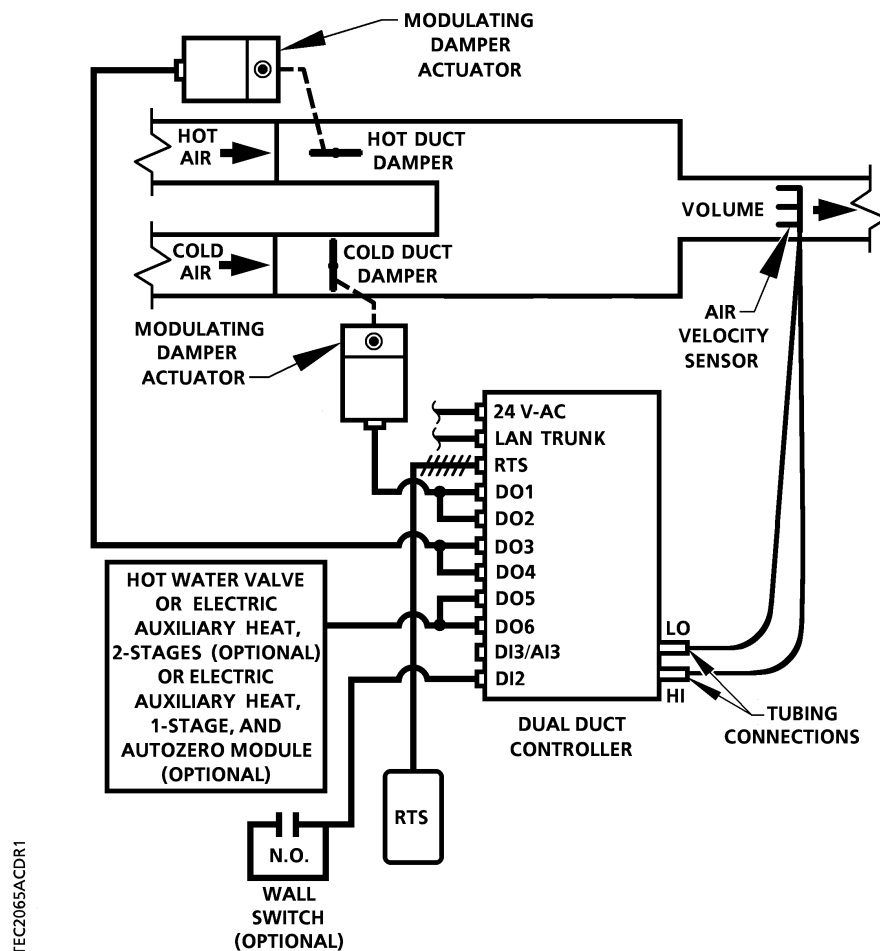 MODULATING
DAMPER
ACTUATOR
HOT
AIR
HOT DUCT
DAMPER
VOLUME
COLD
AIR
COLD DUCT
DAMPER
AIR
VELOCITY
SENSOR
MODULATING
DAMPER
ACTUATOR
24 V-AC
LAN TRUNK
RTS
DO1
DO2
DO3
DO4
DO5
DO6
DI3/AI3
DI2
HOT WATER VALVE
OR ELECTRIC
AUXILIARY HEAT,
2-STAGES (OPTIONAL)
OR ELECTRIC
AUXILIARY HEAT,
1-STAGE, AND
AUTOZERO MODULE
(OPTIONAL)
LO
HI
TUBING
CONNECTIONS
DUAL DUCT
CONTROLLER
RTS
N.O.
WALL
SWITCH
(OPTIONAL)
TEC2065ACDR1